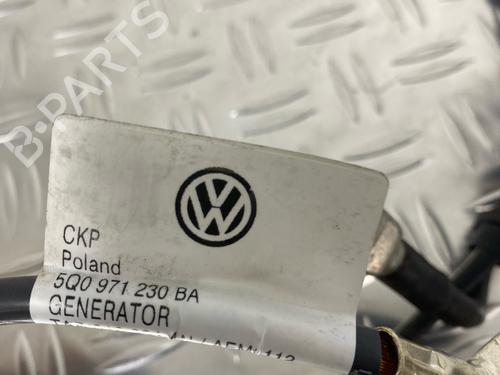 B-PARTS
CKP
Poland
5Q0 971 230 BA
GENERATOR